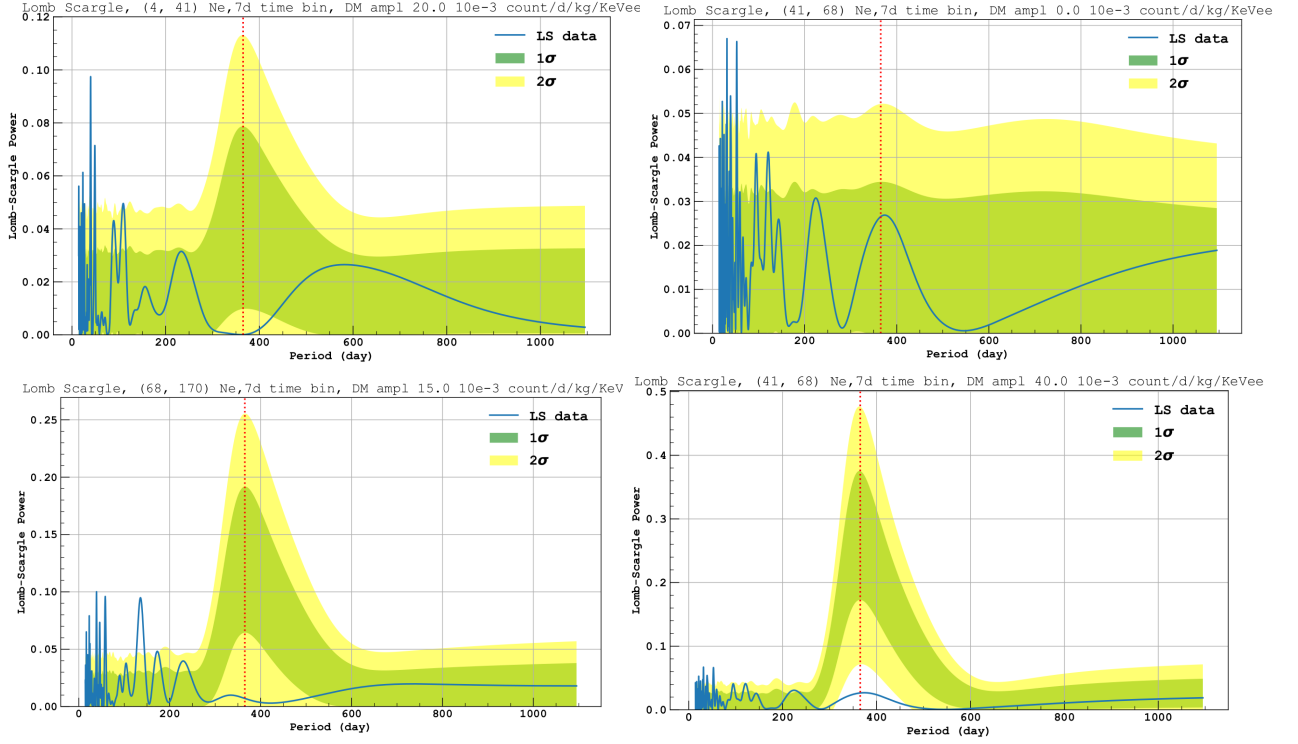 Lomb Scargle, (4, 41) Ne,7d time bin, DM ampl 20.0 10e-3 count/d/kg/KeVee
LS data
1σ
2σ
0.12
0.10
0.08
0.06
0.04
0.02
0.00
Lomb-Scargle Power
0
200
400
600
800
1000
Period (day)
Lomb Scargle, (41, 68) Ne,7d time bin, DM ampl 0.0 10e-3 count/d/kg/KeVee
LS data
1σ
2σ
0.07
0.06
0.05
0.04
0.03
0.02
0.01
0.00
Lomb-Scargle Power
0
200
400
600
800
1000
Period (day)
Lomb Scargle, (68, 170) Ne,7d time bin, DM ampl 15.0 10e-3 count/d/kg/KeV
LS data
1σ
2σ
0.25
0.20
0.15
0.10
0.05
0.00
Lomb-Scargle Power
0
200
400
600
800
1000
Period (day)
Lomb Scargle, (41, 68) Ne,7d time bin, DM ampl 40.0 10e-3 count/d/kg/KeVee
LS data
1σ
2σ
0.5
0.4
0.3
0.2
0.1
0.0
Lomb-Scargle Power
0
200
400
600
800
1000
Period (day)